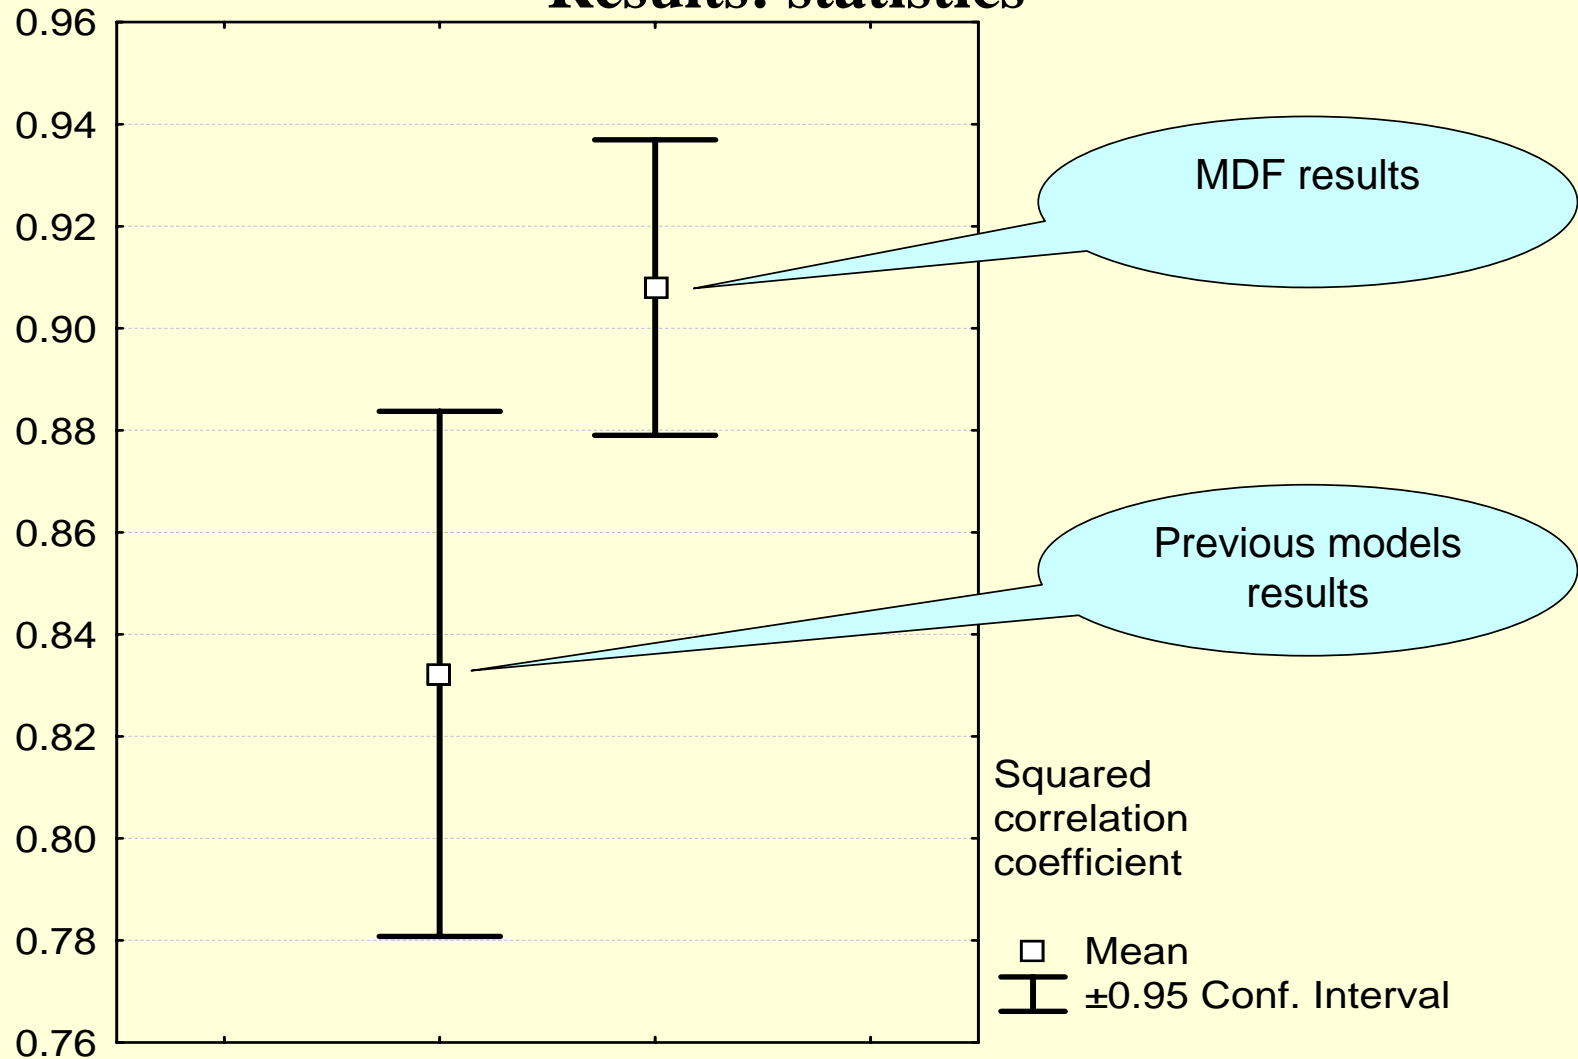 Results: statistics
0.96
0.94
0.92
0.90
0.88
0.86
0.84
0.82
0.80
0.78
0.76
MDF results
Previous models
results
Squared
correlation
coefficient
Mean
±0.95 Conf. Interval